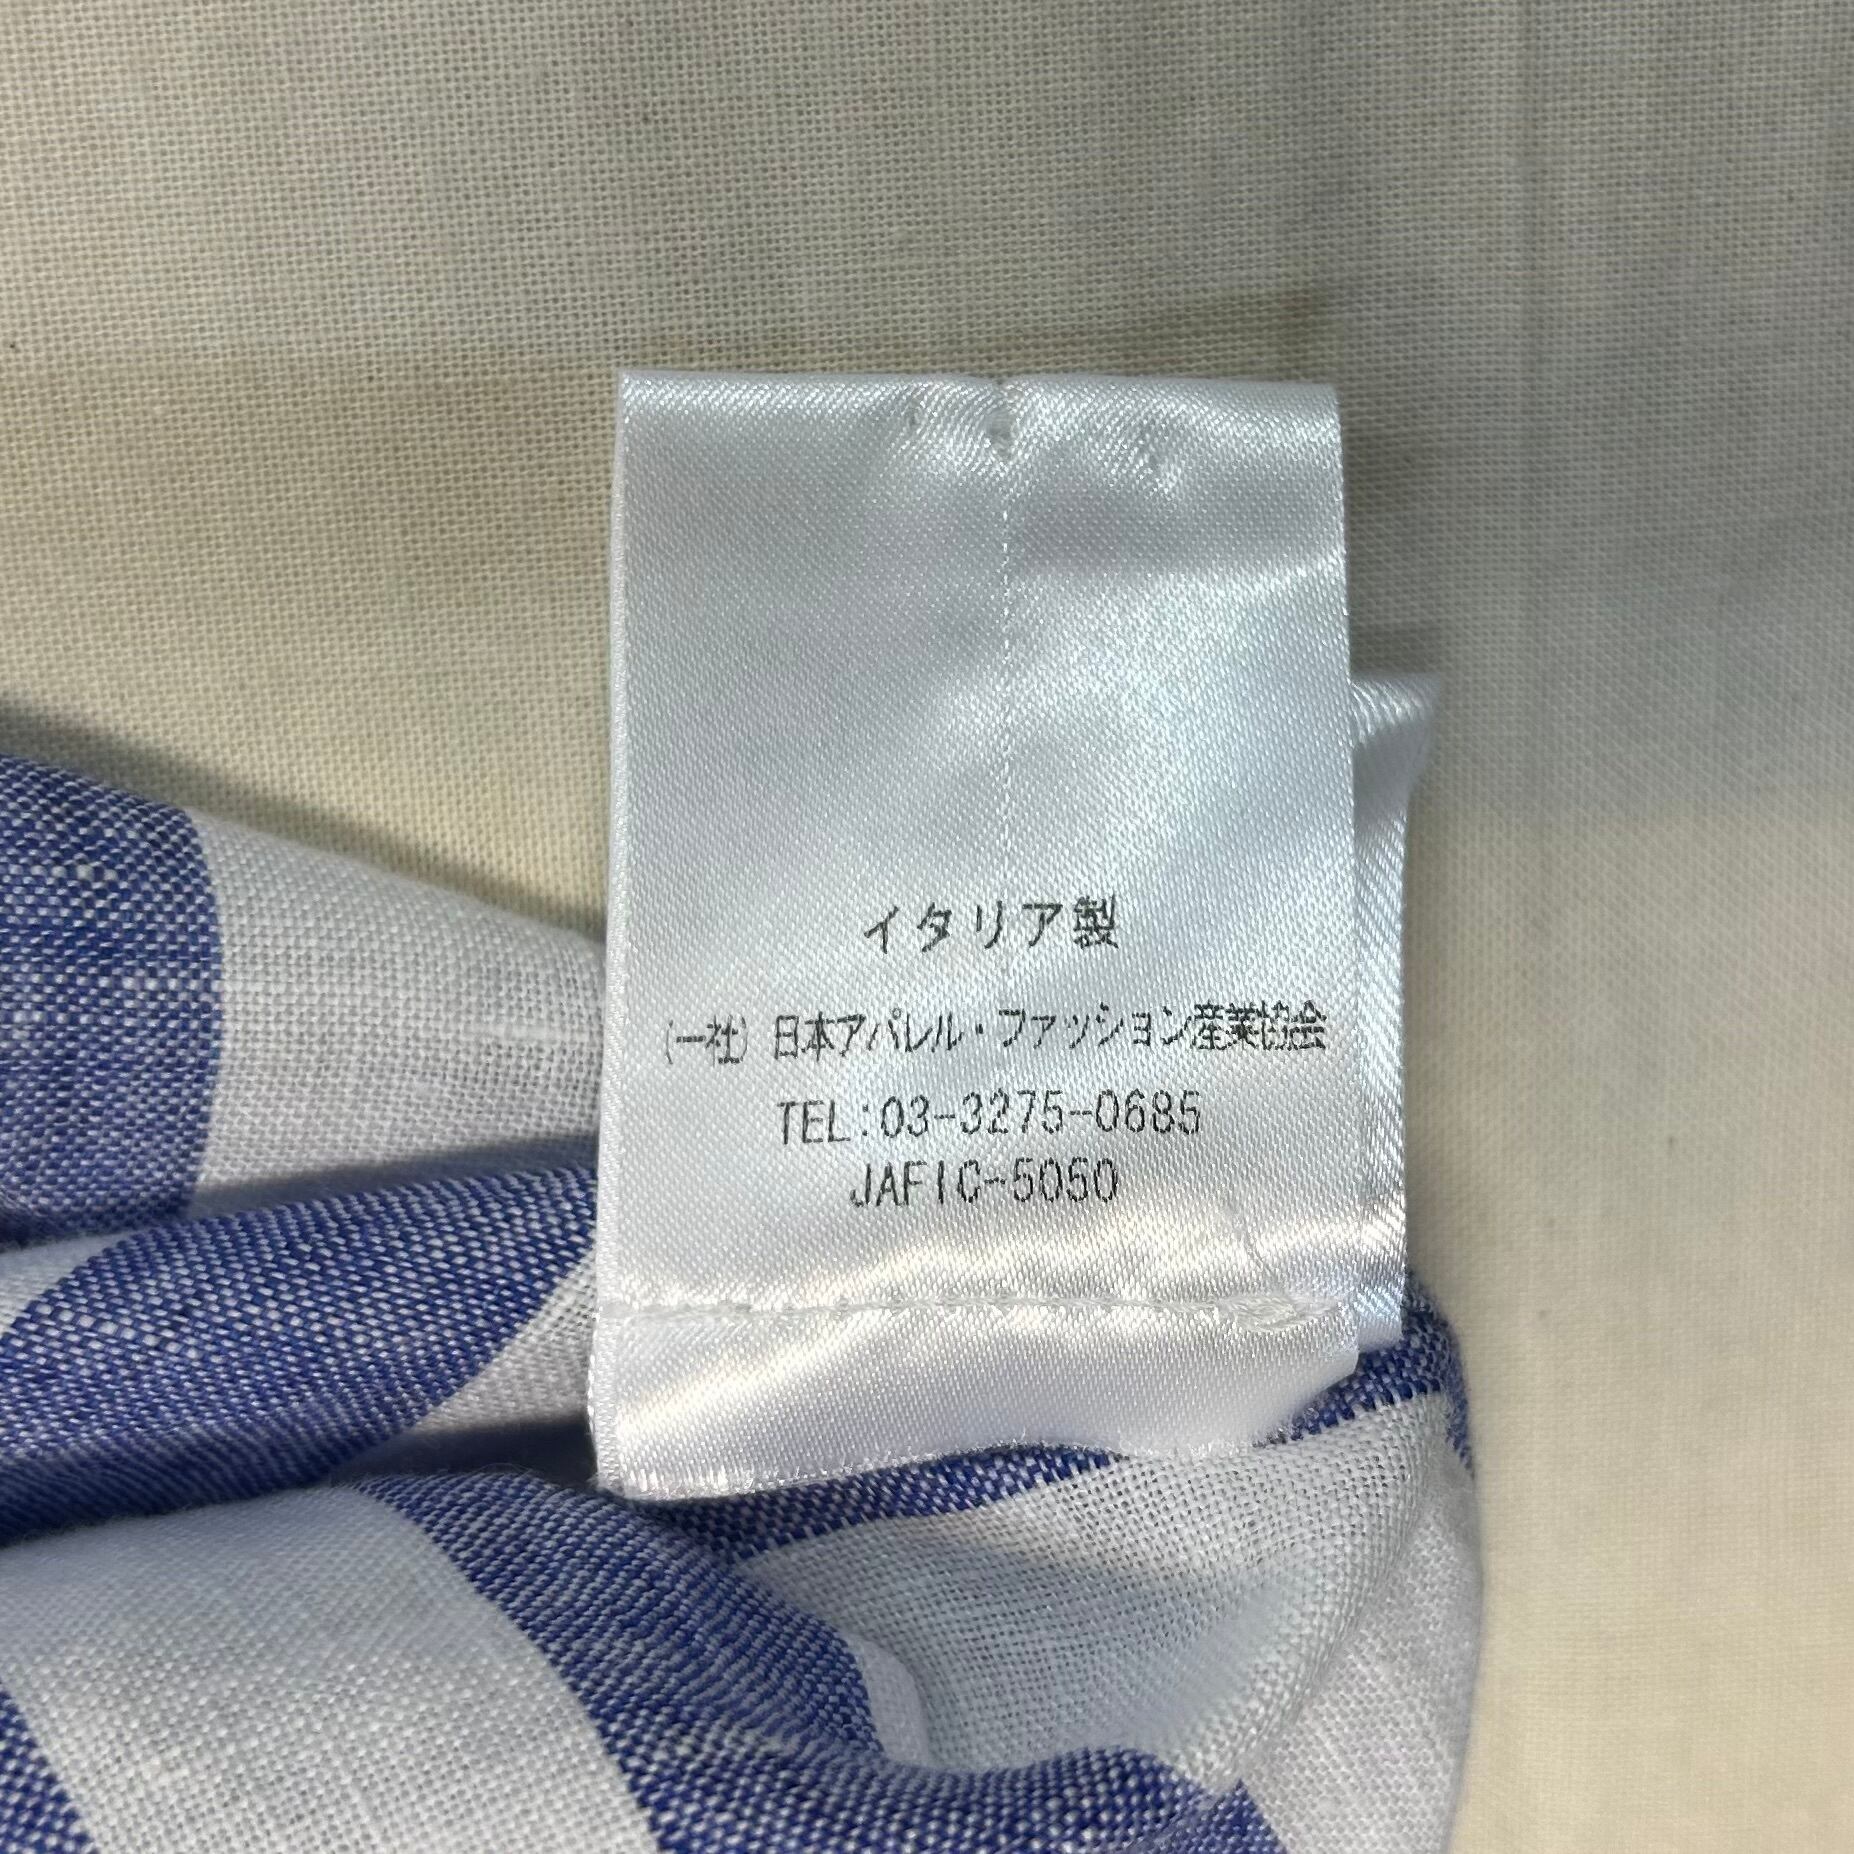 イタリア製
(一社) 日本アパレル・ファッション産業協会
TEL:03-3275-0685
JAFIC-5050